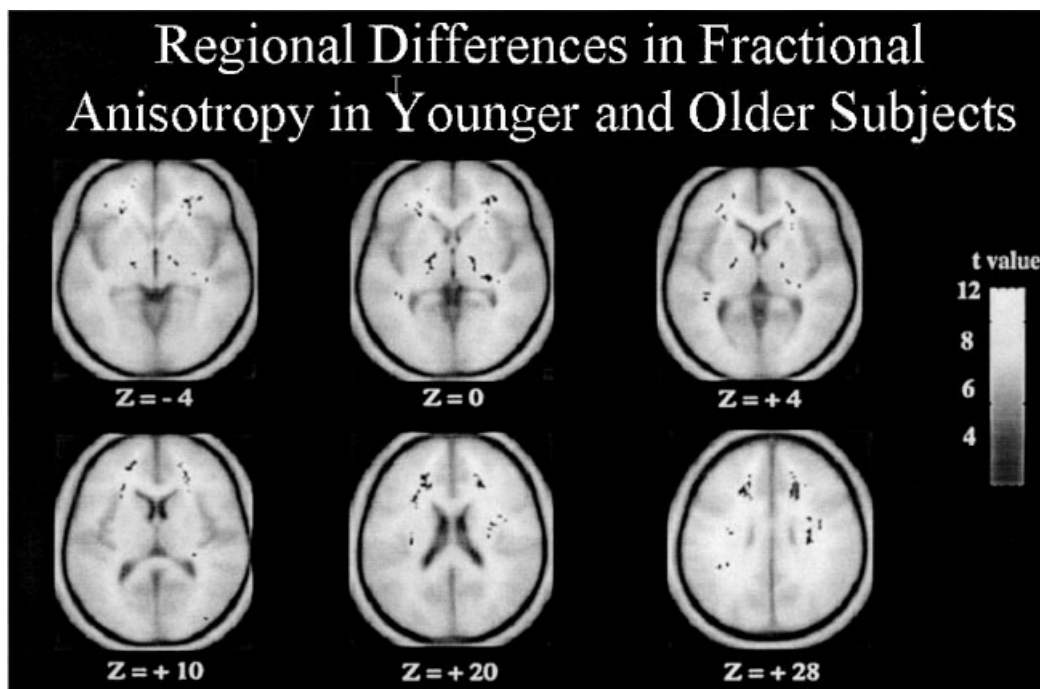 Regional Differences in Fractional
Anisotropy in Younger and Older Subjects
t value
12
8
6
4
Z = - 4
Z = 0
Z = + 4
Z = + 10
Z = + 20
Z = + 28